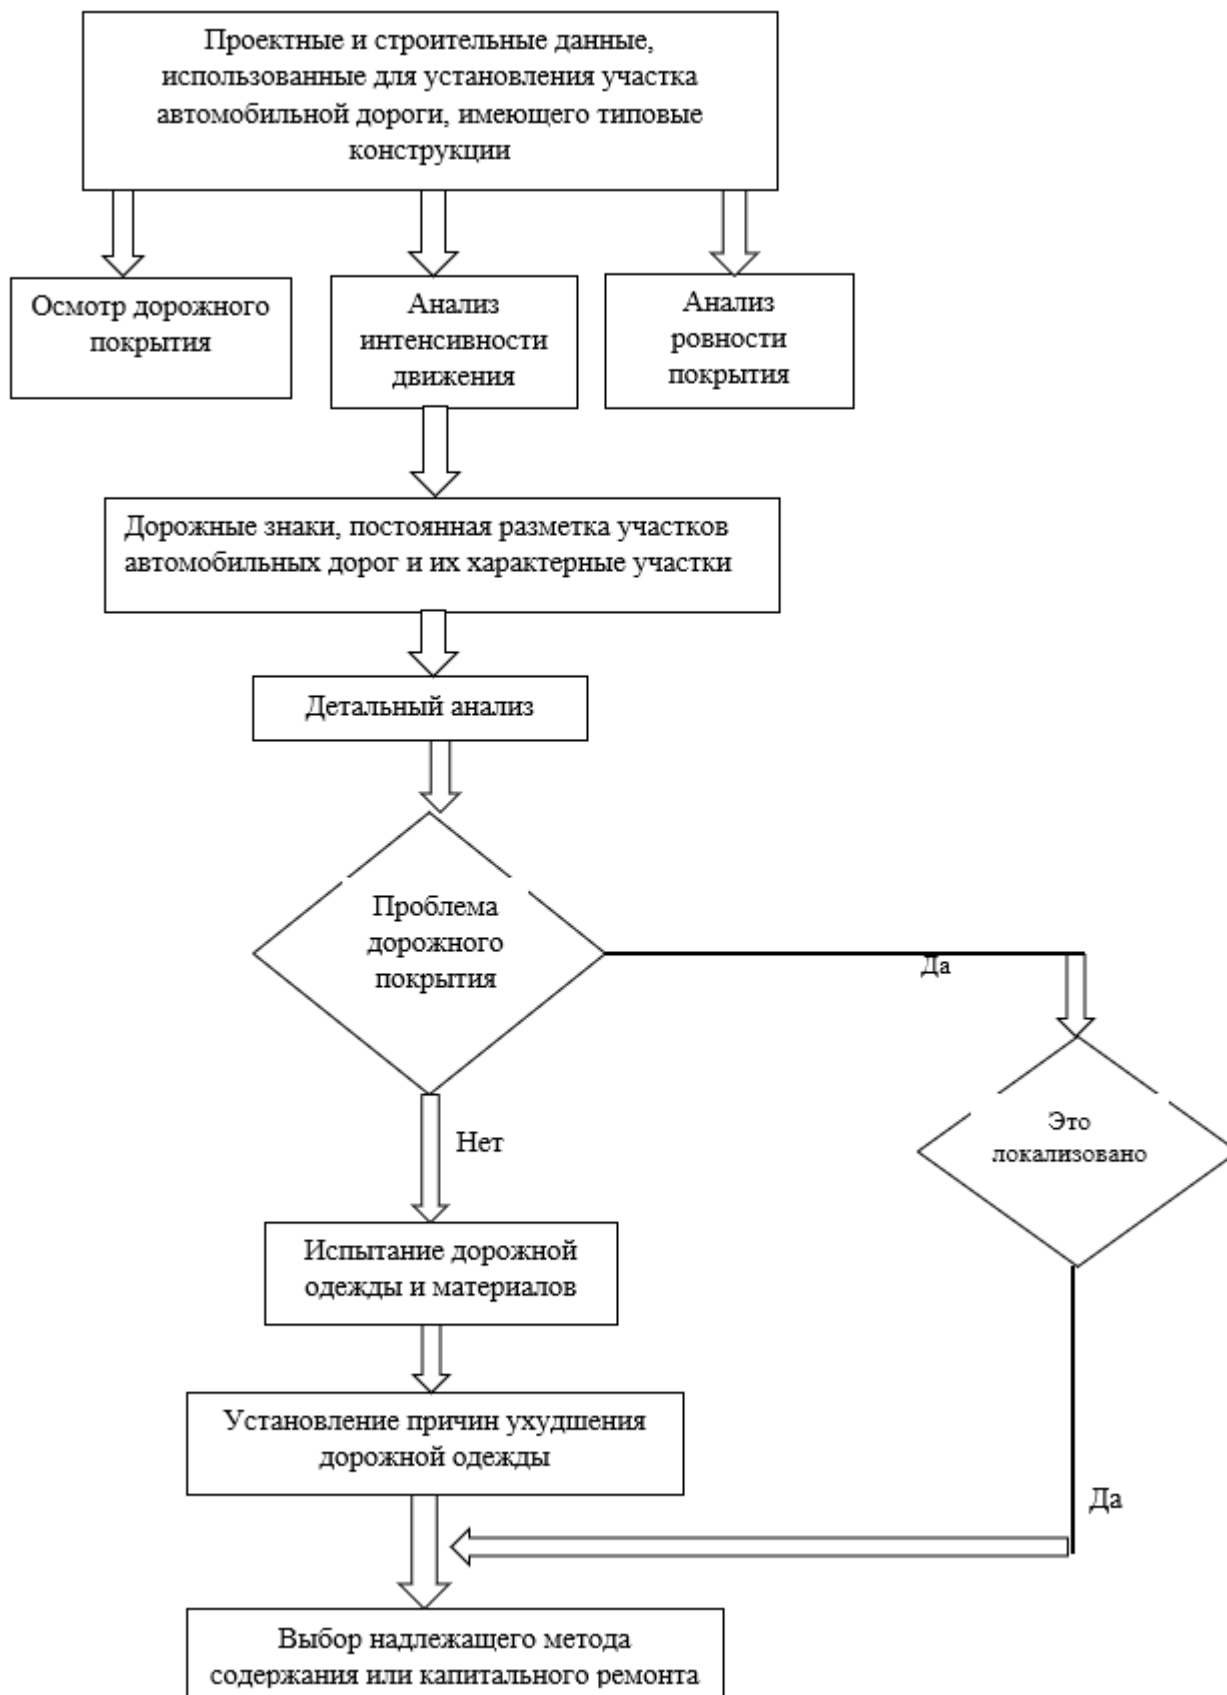 Проектные и строительные данные,
использованные для установления участка
автомобильной дороги, имеющего типовые
конструкции
Осмотр дорожного
покрытия
Анализ
интенсивности
движения
Анализ
ровности
покрытия
Дорожные знаки, постоянная разметка участков
автомобильных дорог и их характерные участки
Детальный анализ
Проблема
дорожного
покрытия
Да
Это
локализовано
Нет
Испытание дорожной
одежды и материалов
Установление причин ухудшения
дорожной одежды
Да
Выбор надлежащего метода
содержания или капитального ремонта